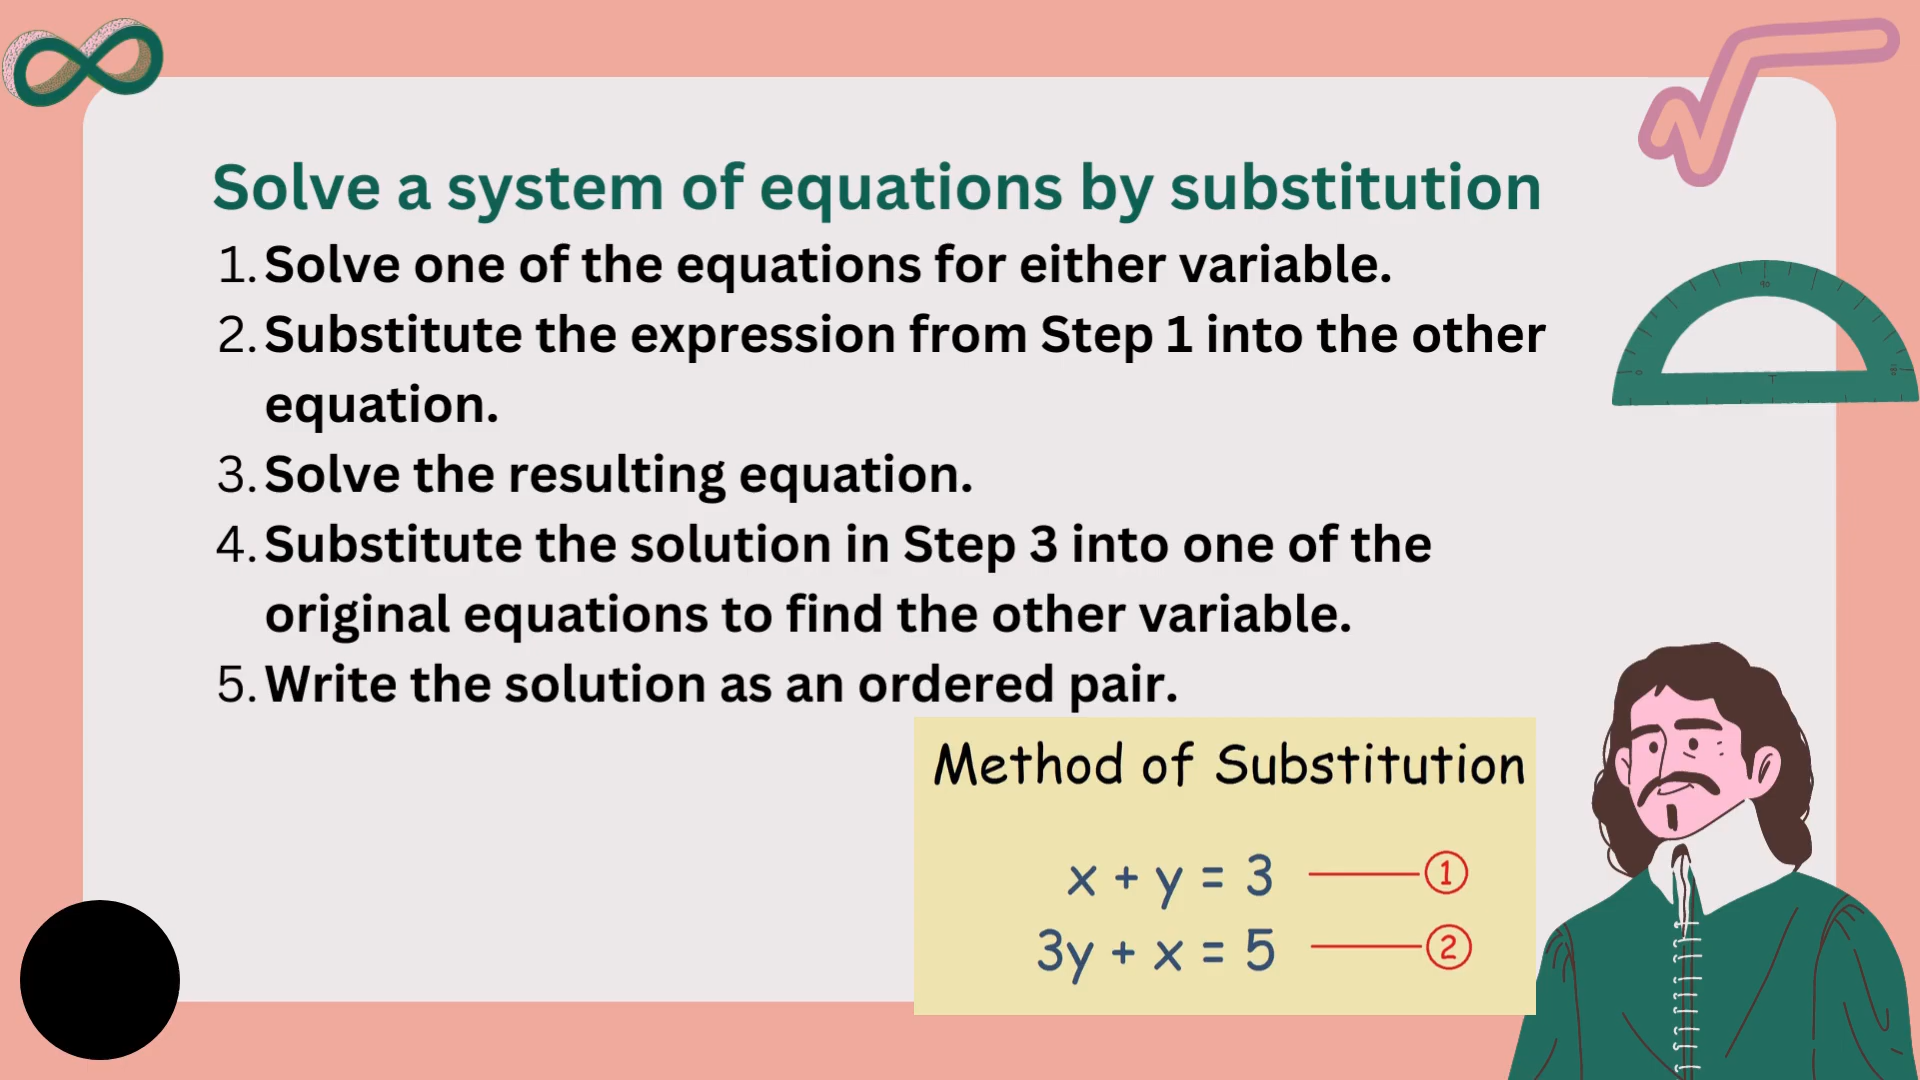 Solve a system of equations by substitution
1. Solve one of the equations for either variable.
2. Substitute the expression from Step 1 into the other
equation.
3. Solve the resulting equation.
4. Substitute the solution in Step 3 into one of the
original equations to find the other variable.
5. Write the solution as an ordered pair.
Method of Substitution
x + y = 3 ① 
3y + x = 5 ②